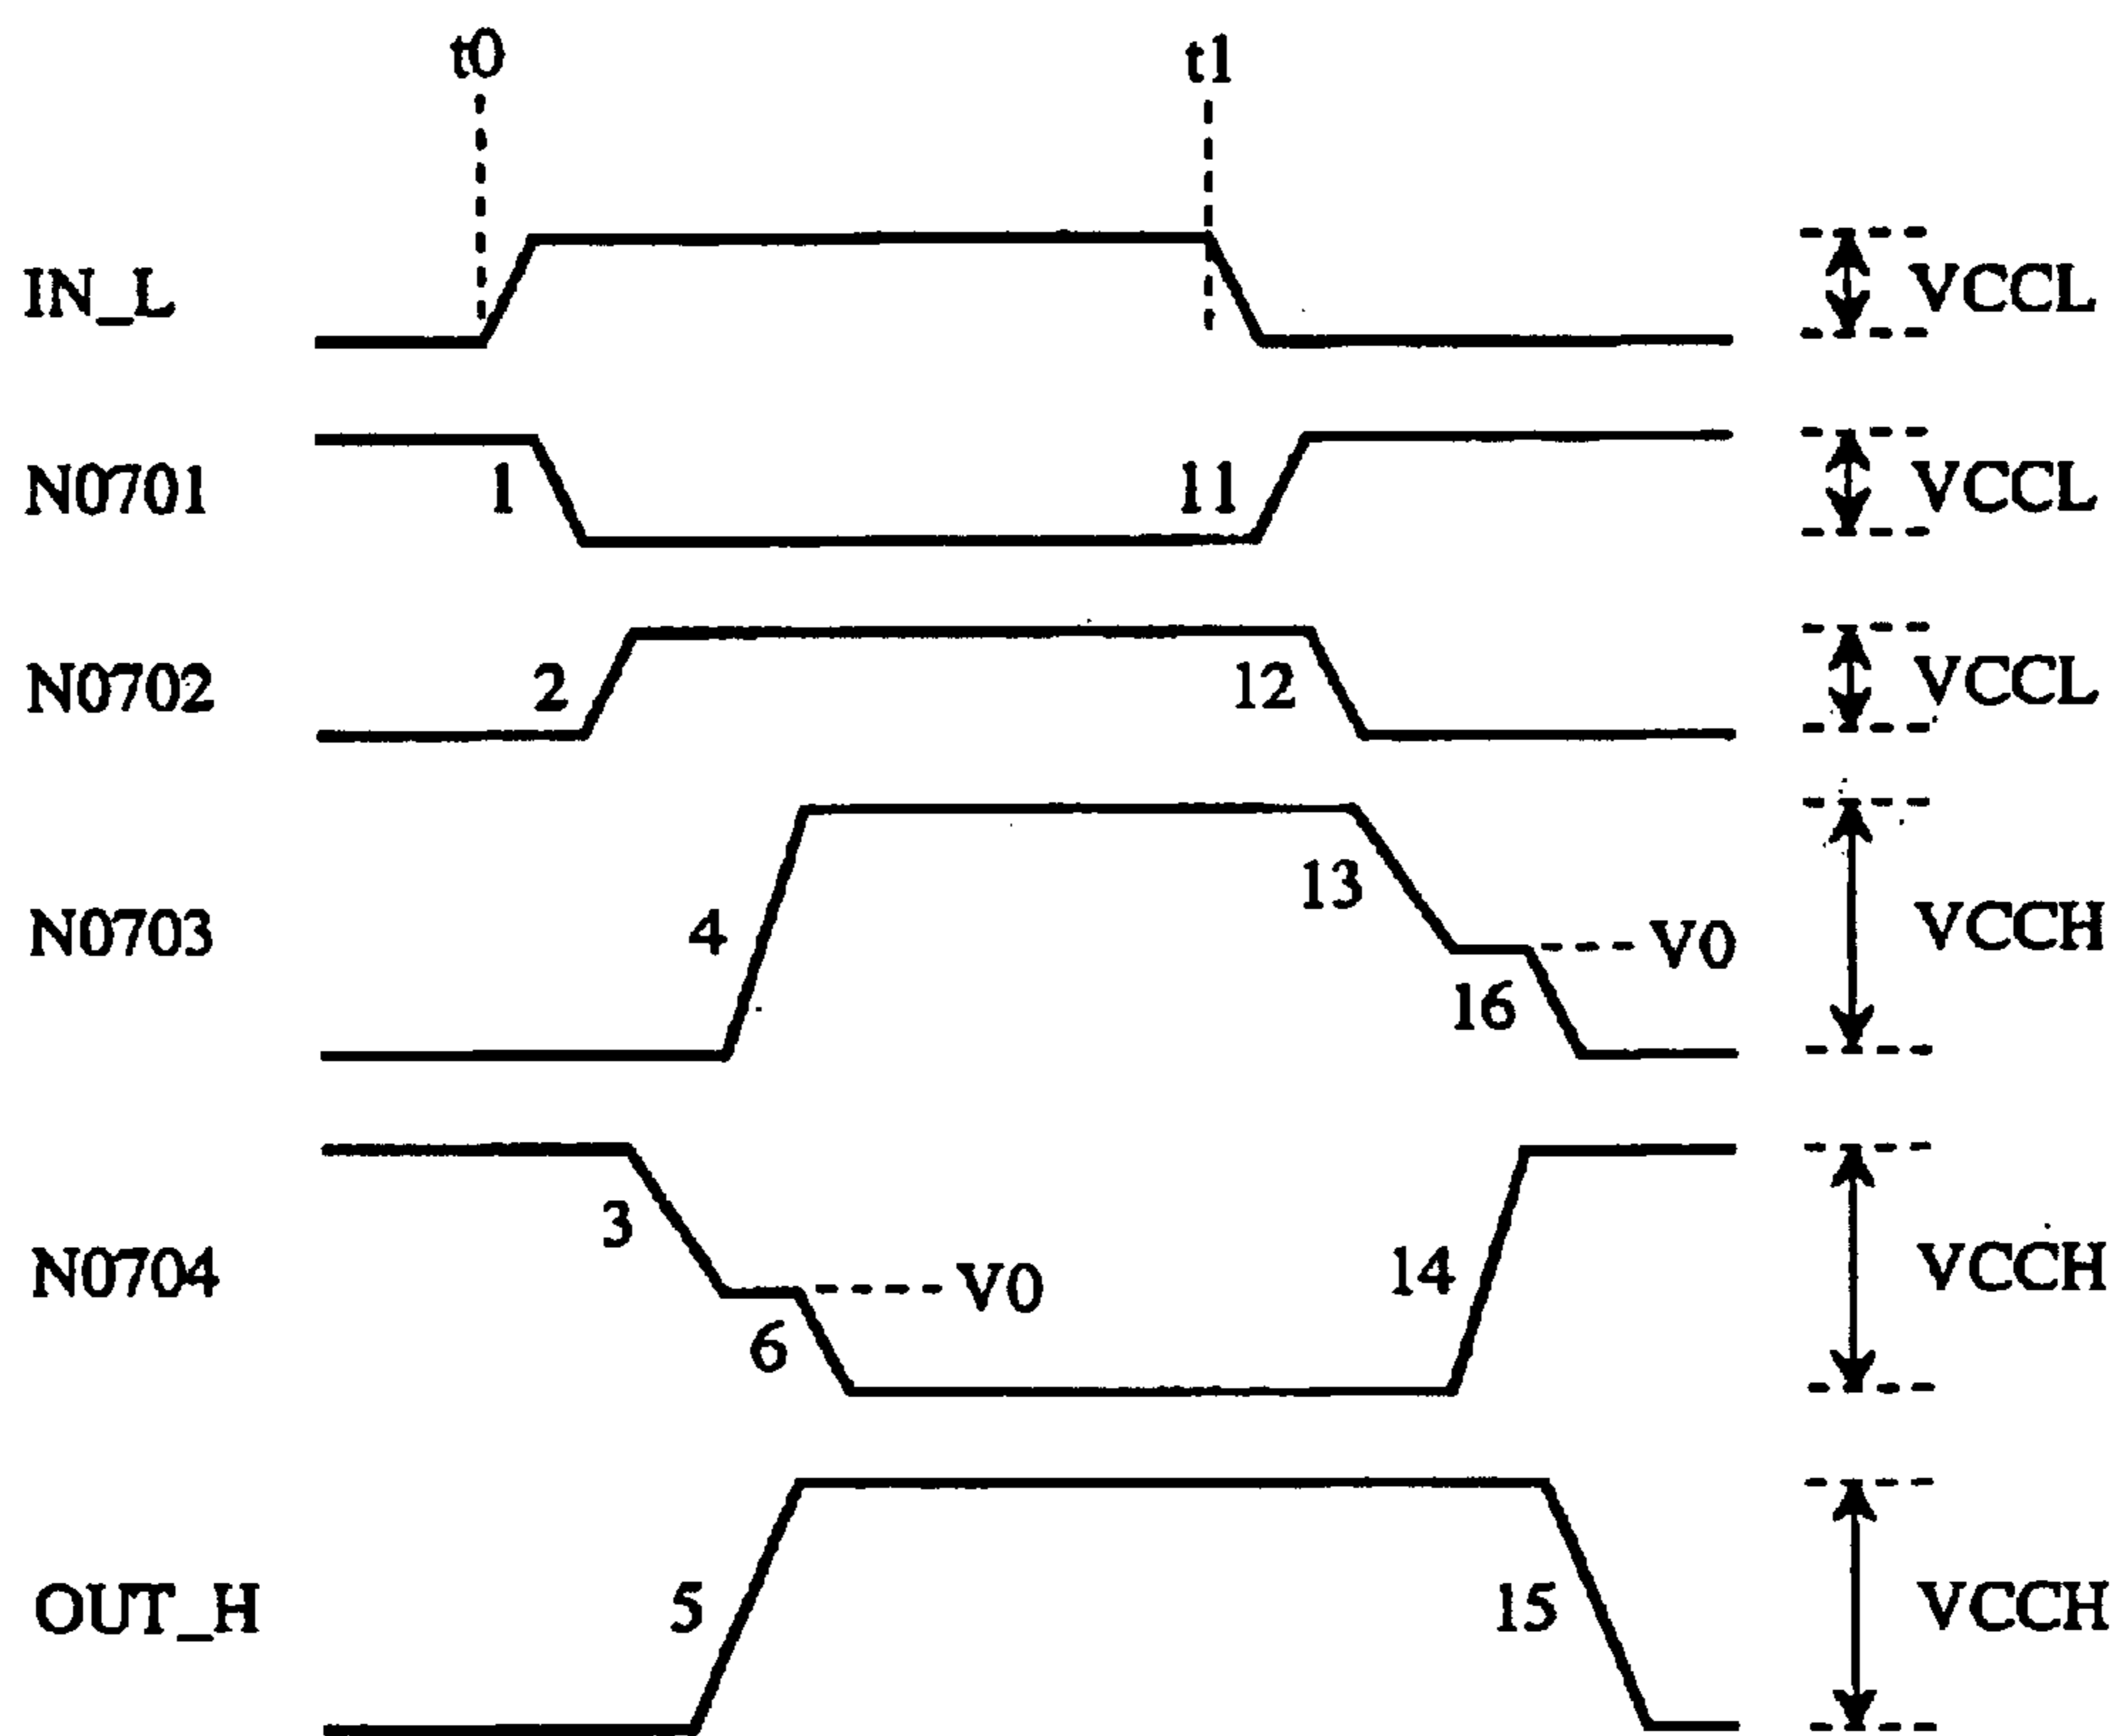 t0 t1
IN_L VCCL
N0701 1 11 VCCL
N0702 2 12 VCCL
N0703 4 13 V0 16 VCCH
N0704 3 V0 6 14 VCCH
OUT_H 5 15 VCCH